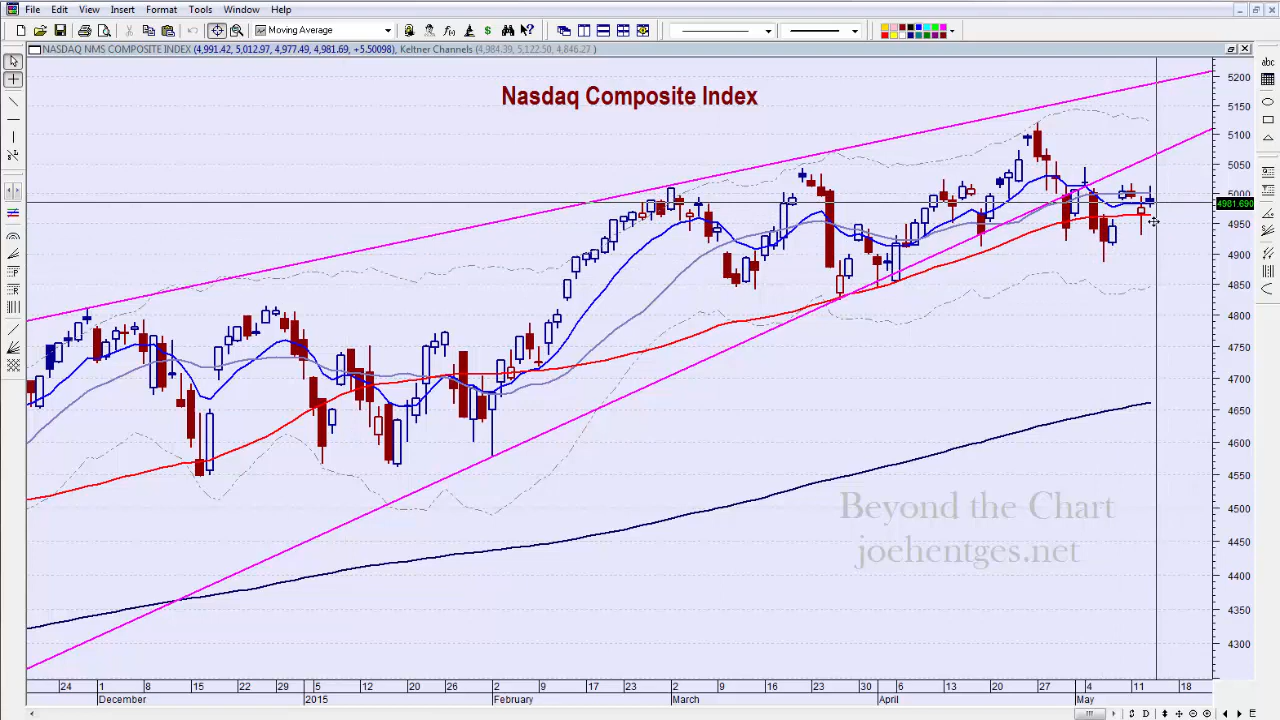 File Edit View Insert Format Tools Window Help
Moving Average
NASDAQ NMS COMPOSITE INDEX (4,991.42, 5,012.97, 4,977.49, 4,981.69, +5.50098), Keltner Channels (4,984.39, 5,122.50, 4,846.27 )
Nasdaq Composite Index
abc
5200
5150
5100
5050
5000
4981.690
4950
4900
4850
4800
4750
4700
4650
4600
4550
4500
4450
4400
4350
4300
Beyond the Chart
joehentges.net
24 1 8 15 22 29 5 12 20 26 2 9 17 23 2 9 16 23 30 6 13 20 27 4 11 18
December 2015 February March April May
D E